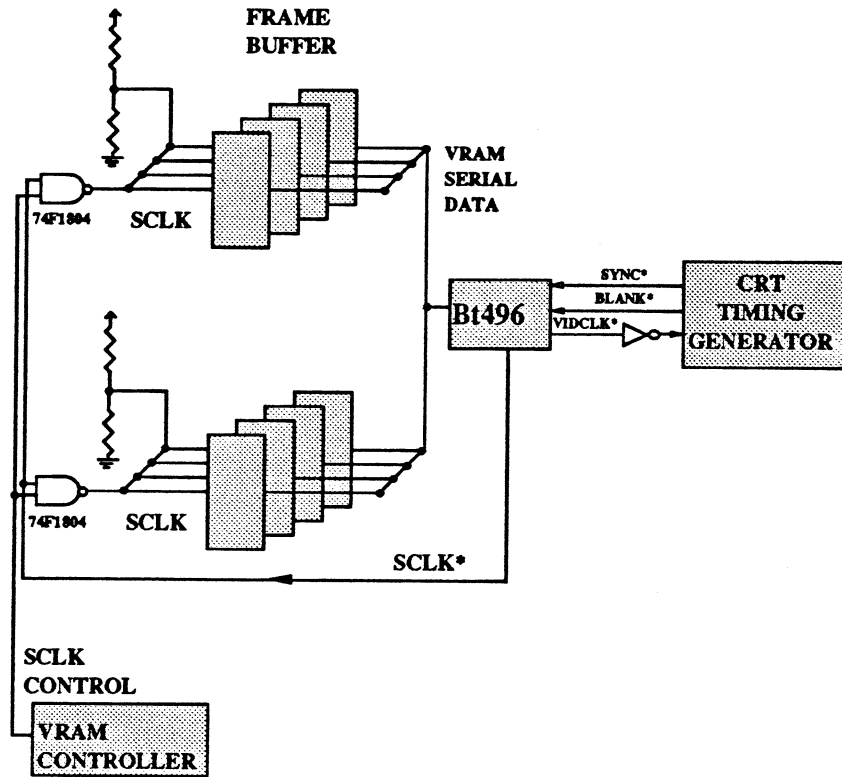 FRAME
BUFFER
VRAM
SERIAL
DATA
74F1804
SCLK
SYNC*
BLANK*
VIDCLK*
Bt496
CRT
TIMING
GENERATOR
74F1804
SCLK
SCLK*
SCLK
CONTROL
VRAM
CONTROLLER